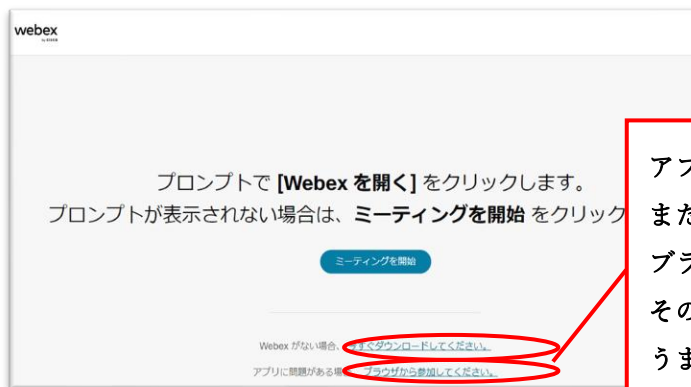 webex
プロンプトで [Webex を開く] をクリックします。
プロンプトが表示されない場合は、ミーティングを開始 をクリック
ミーティングを開始
Webex がない場合、今すぐダウンロードしてください。
アプリに問題がある場 ブラウザから参加してください。
アプ
また
ブラ
その
うま